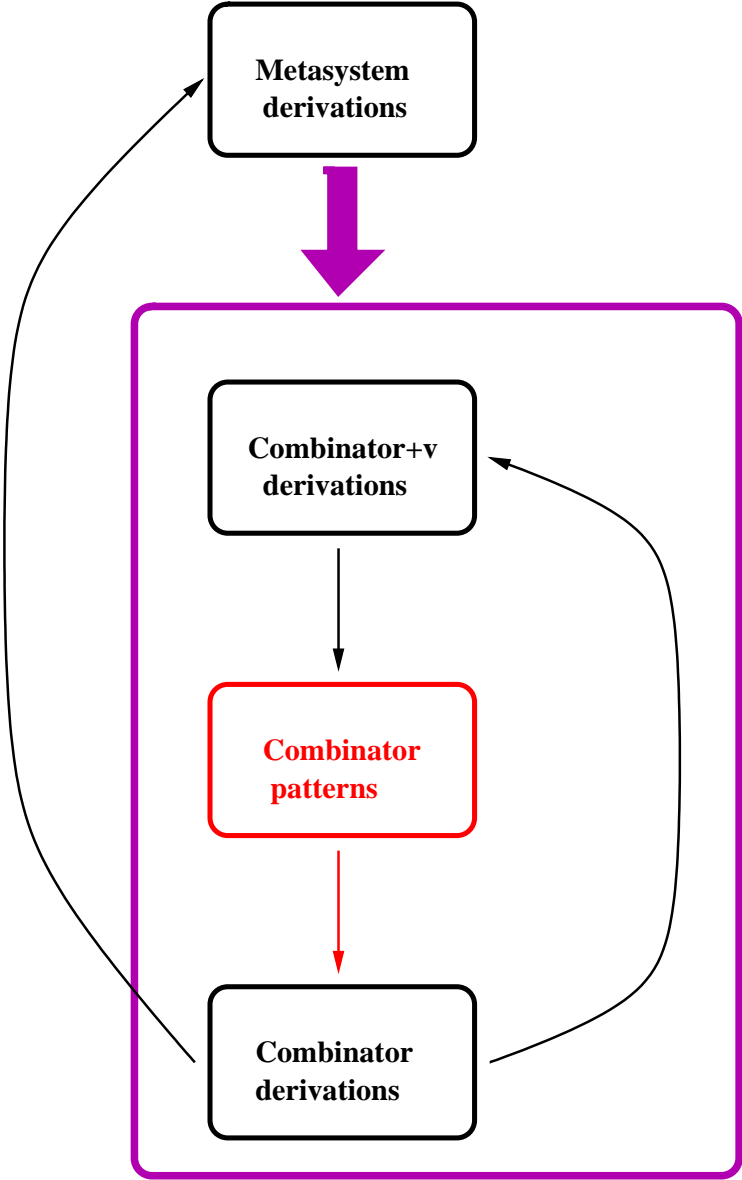 Metasystem
derivations
Combinator+v
derivations
Combinator
patterns
Combinator
derivations